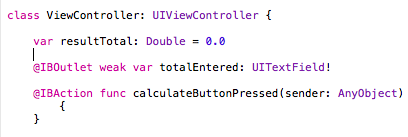 class ViewController: UIViewController {
var resultTotal: Double = 0.0
@IBOutlet weak var totalEntered: UITextField!
@IBAction func calculateButtonPressed(sender: AnyObject)
{
}